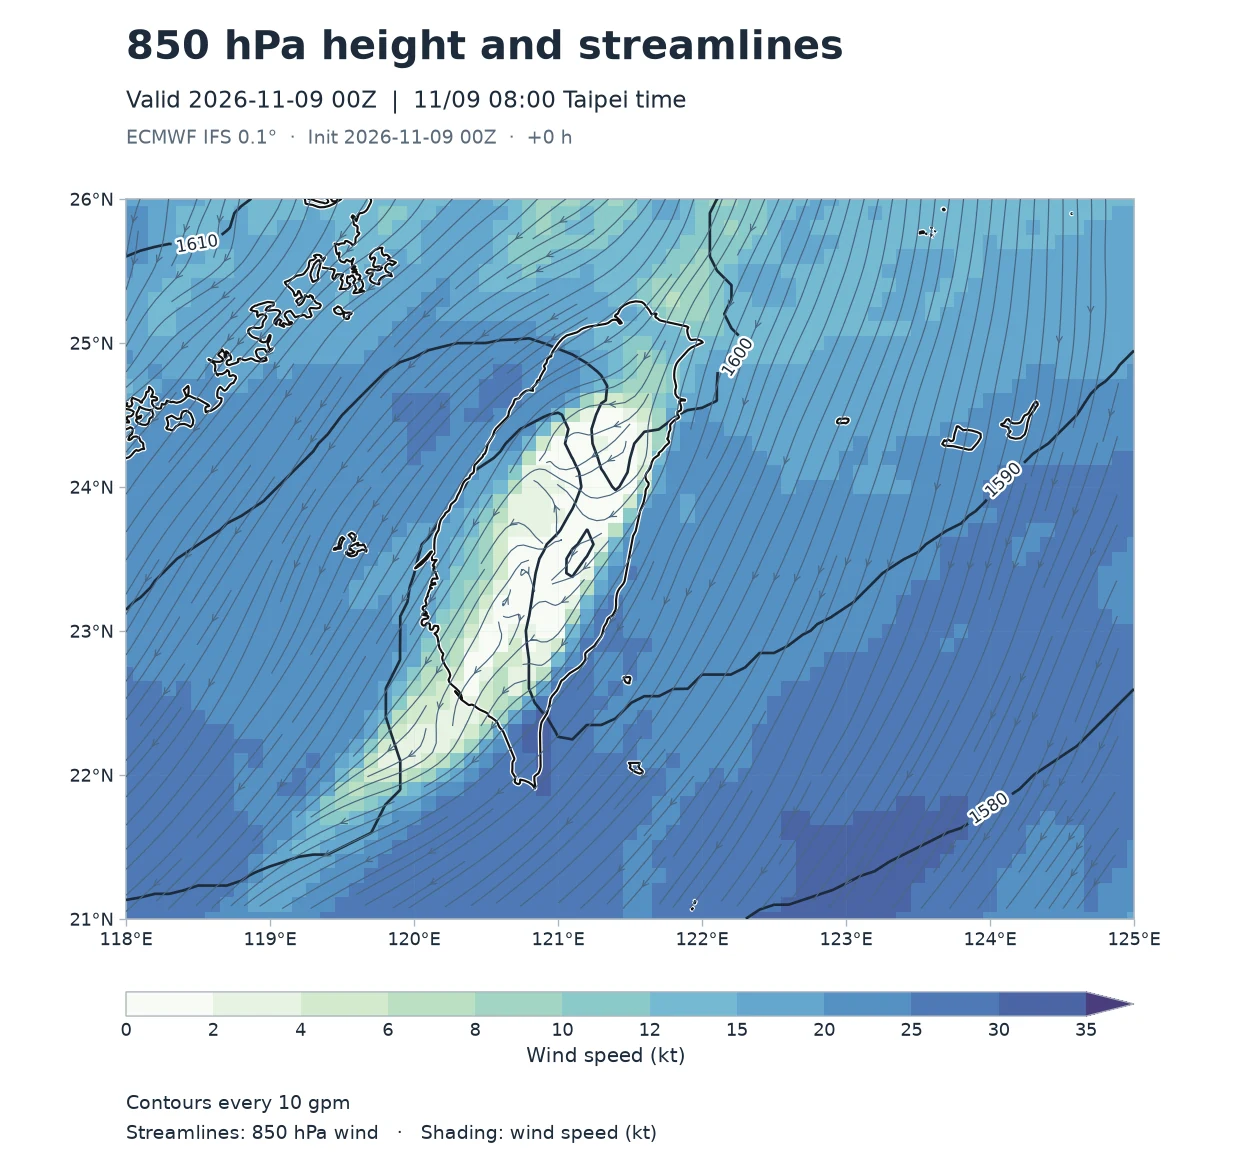 850 hPa height and streamlines
Valid 2026-11-09 00Z | 11/09 08:00 Taipei time
ECMWF IFS 0.1° · Init 2026-11-09 00Z · +0 h
26°N
1610
25°N
1600
24°N
1590
23°N
22°N
1580
21°N
118°E 119°E 120°E 121°E 122°E 123°E 124°E 125°E
0 2 4 6 8 10 12 15 20 25 30 35
Wind speed (kt)
Contours every 10 gpm
Streamlines: 850 hPa wind · Shading: wind speed (kt)